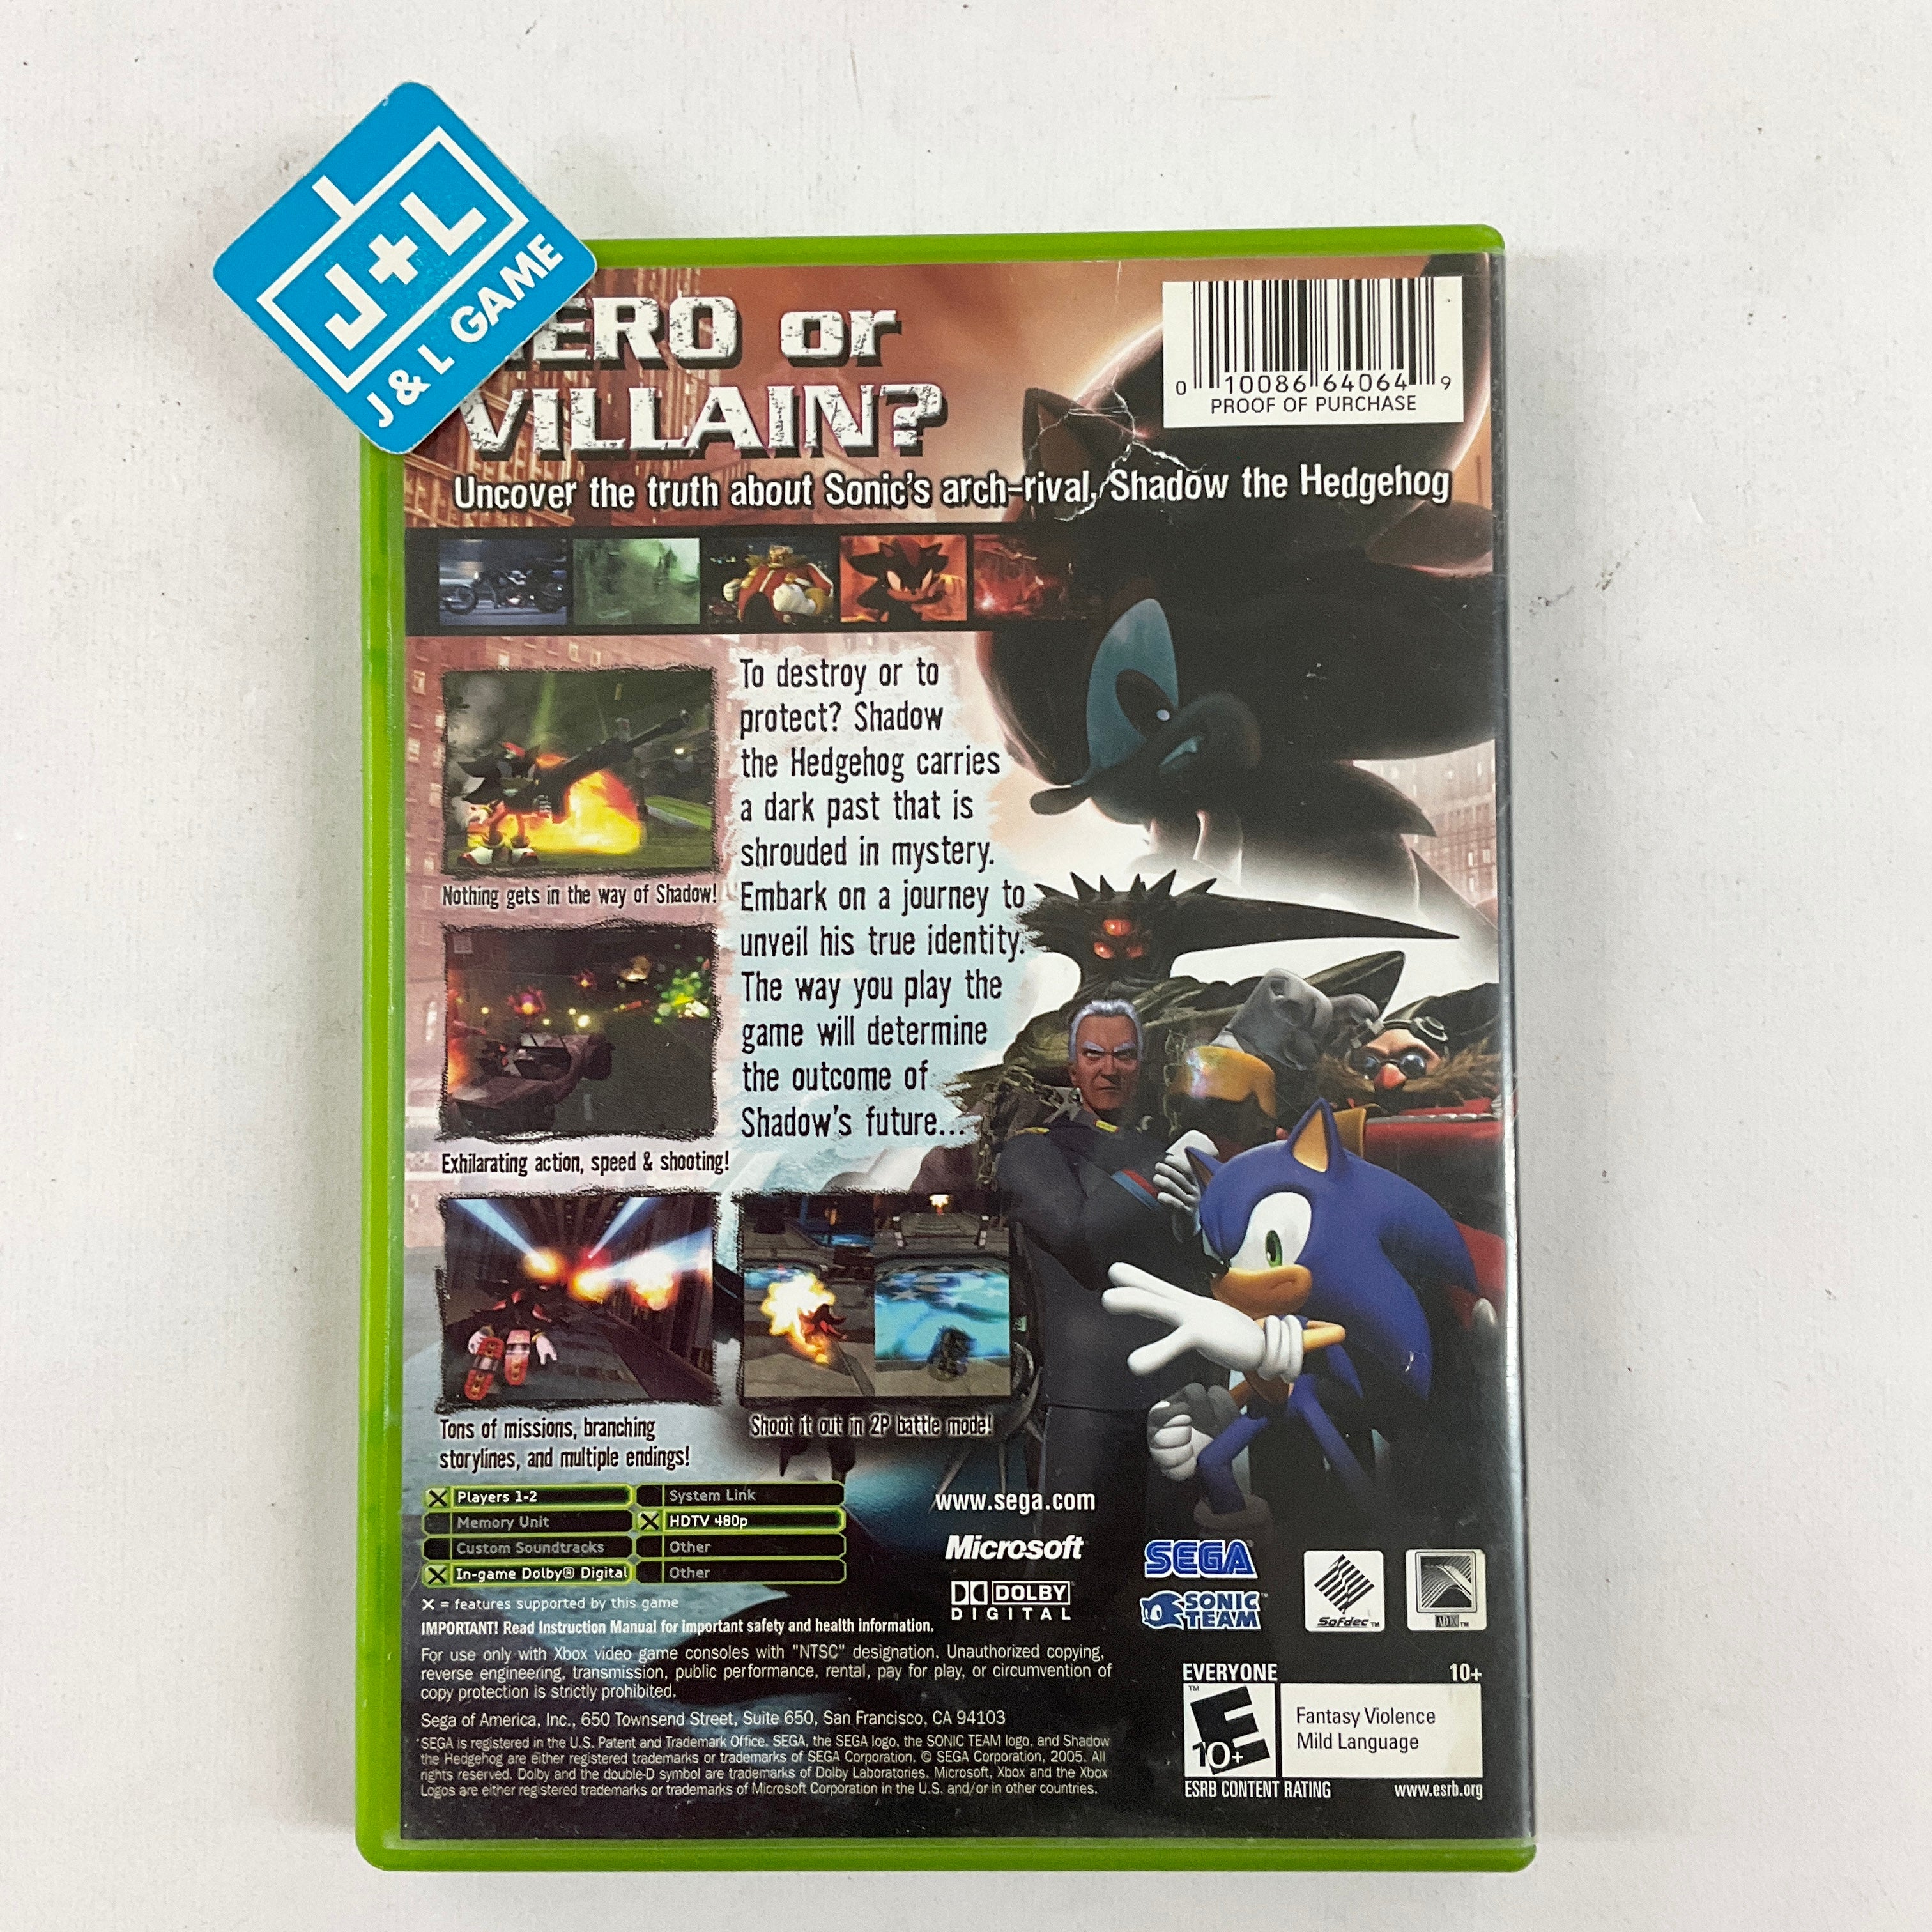 J+L
J & L GAME
HERO or
VILLAIN?
Uncover the truth about Sonic's arch-rival, Shadow the Hedgehog
0 10086 64064 9
PROOF OF PURCHASE
To destroy or to
protect? Shadow
the Hedgehog carries
a dark past that is
shrouded in mystery.
Embark on a journey to
unveil his true identity.
The way you play the
game will determine
the outcome of
Shadow's future...
Nothing gets in the way of Shadow!
Exhilarating action, speed & shooting!
Tons of missions, branching
storylines, and multiple endings!
Shoot it out in 2P battle mode!
X Players 1-2
Memory Unit
Custom Soundtracks
X In-game Dolby® Digital
System Link
X HDTV 480p
Other
Other
X = features supported by this game
www.sega.com
Microsoft®
DOLBY
DIGITAL
SEGA®
SONIC
TEAM™
Sofdec™
ADX™
IMPORTANT! Read Instruction Manual for important safety and health information.
For use only with Xbox video game consoles with "NTSC" designation. Unauthorized copying,
reverse engineering, transmission, public performance, rental, pay for play, or circumvention of
copy protection is strictly prohibited.
Sega of America, Inc., 650 Townsend Street, Suite 650, San Francisco, CA 94103
SEGA is registered in the U.S. Patent and Trademark Office. SEGA, the SEGA logo, the SONIC TEAM logo, and Shadow
the Hedgehog are either registered trademarks or trademarks of SEGA Corporation. © SEGA Corporation, 2005. All
rights reserved. Dolby and the double-D symbol are trademarks of Dolby Laboratories. Microsoft, Xbox and the Xbox
Logos are either registered trademarks or trademarks of Microsoft Corporation in the U.S. and/or in other countries.
EVERYONE 10+
™
E
10+
Fantasy Violence
Mild Language
ESRB CONTENT RATING www.esrb.org